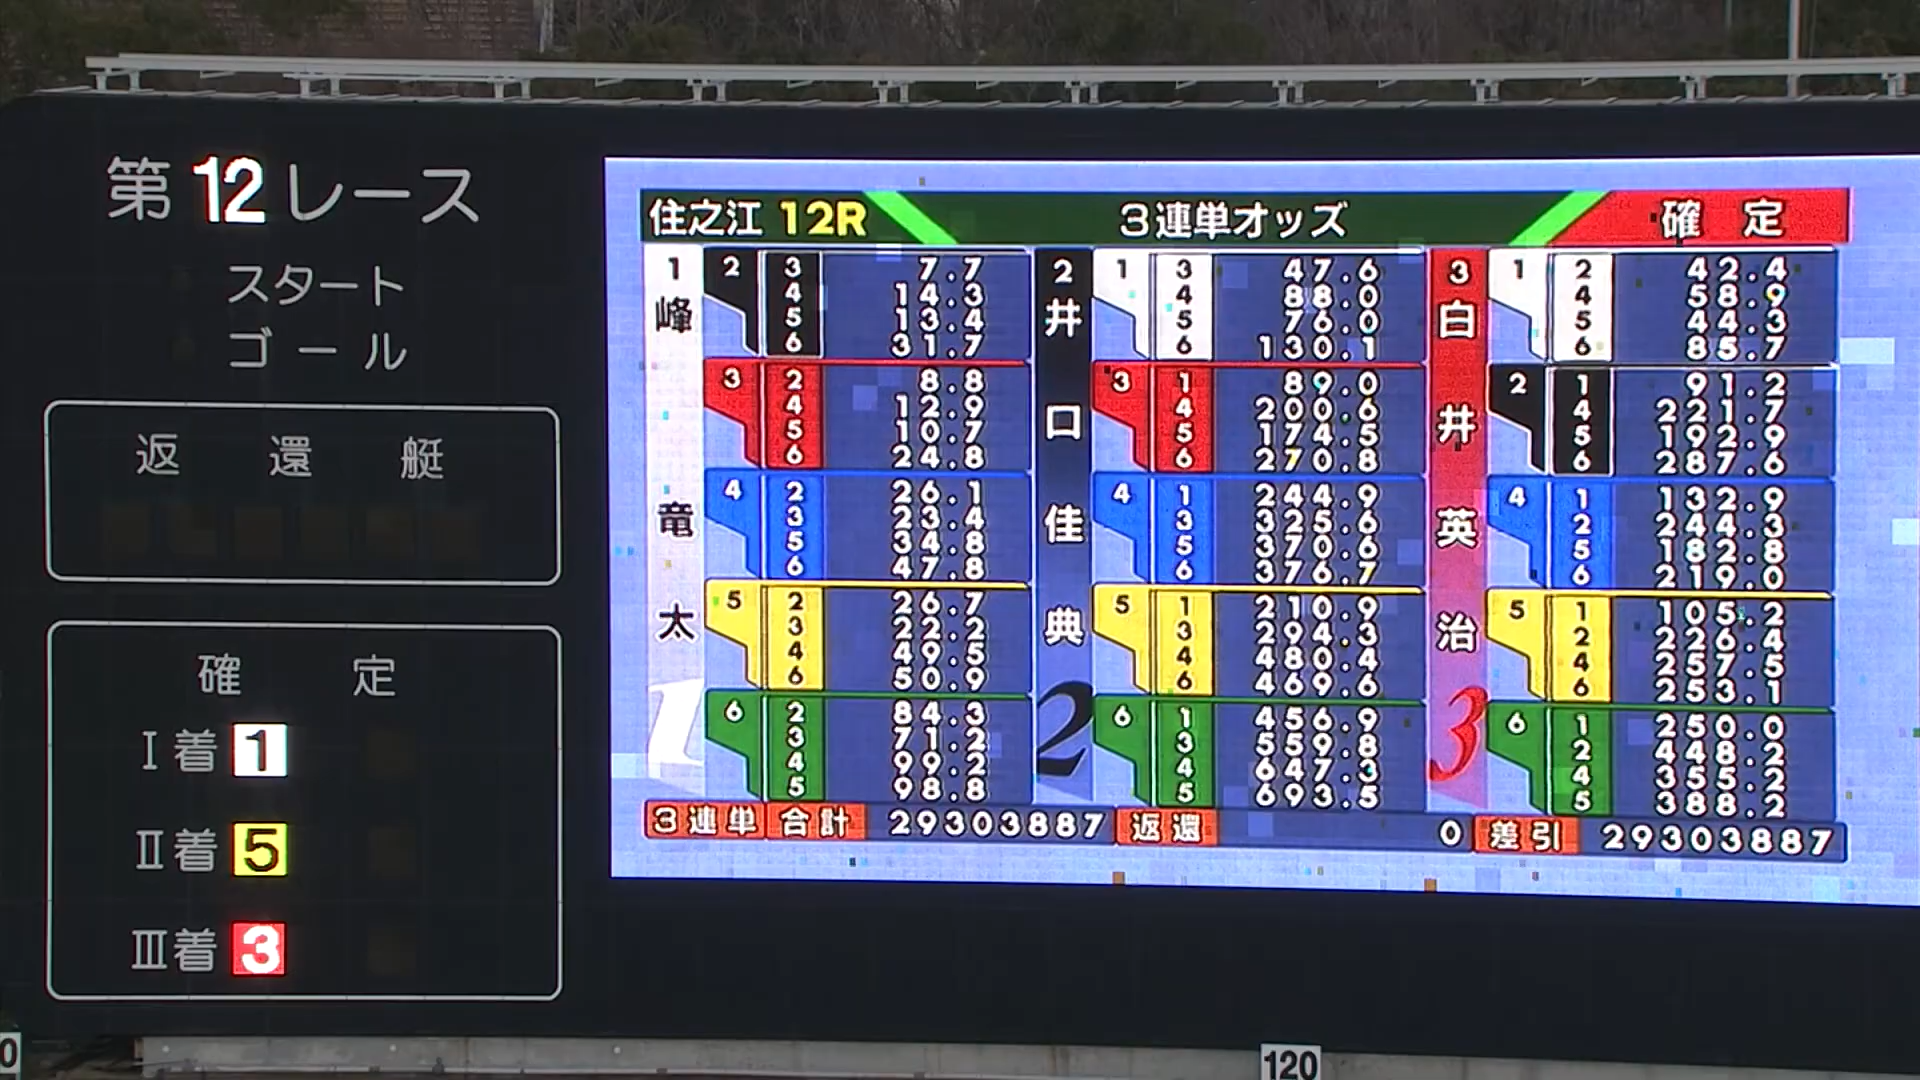 第 12 レース
スタート
ゴール
返 還 艇
確 定
Ⅰ着 1
Ⅱ着 5
Ⅲ着 3
住之江 12R 3連単オッズ 確 定
1 峰 竜 太
2 3 7.7
4 14.3
5 13.4
6 31.7
3 2 8.8
4 12.9
5 10.7
6 24.8
4 2 26.1
3 23.4
5 34.8
6 47.8
5 2 26.7
3 22.2
4 49.5
6 50.9
6 2 84.3
3 71.2
4 99.2
5 98.8
1
2 井 口 佳 典
1 3 47.6
4 88.0
5 76.0
6 130.1
3 1 89.0
4 200.6
5 174.5
6 270.8
4 1 244.9
3 325.6
5 370.6
6 376.7
5 1 210.9
3 294.3
4 480.4
6 469.6
6 1 456.9
3 559.8
4 647.3
5 693.5
2
3 白 井 英 治
1 2 42.4
4 58.9
5 44.3
6 85.7
2 1 91.2
4 221.7
5 192.9
6 287.6
4 1 132.9
2 244.3
5 182.8
6 219.0
5 1 105.2
2 226.4
4 257.5
6 253.1
6 1 250.0
2 448.2
4 355.2
5 388.2
3
3連単 合計 29303887 返還 0 差引 29303887
0
120